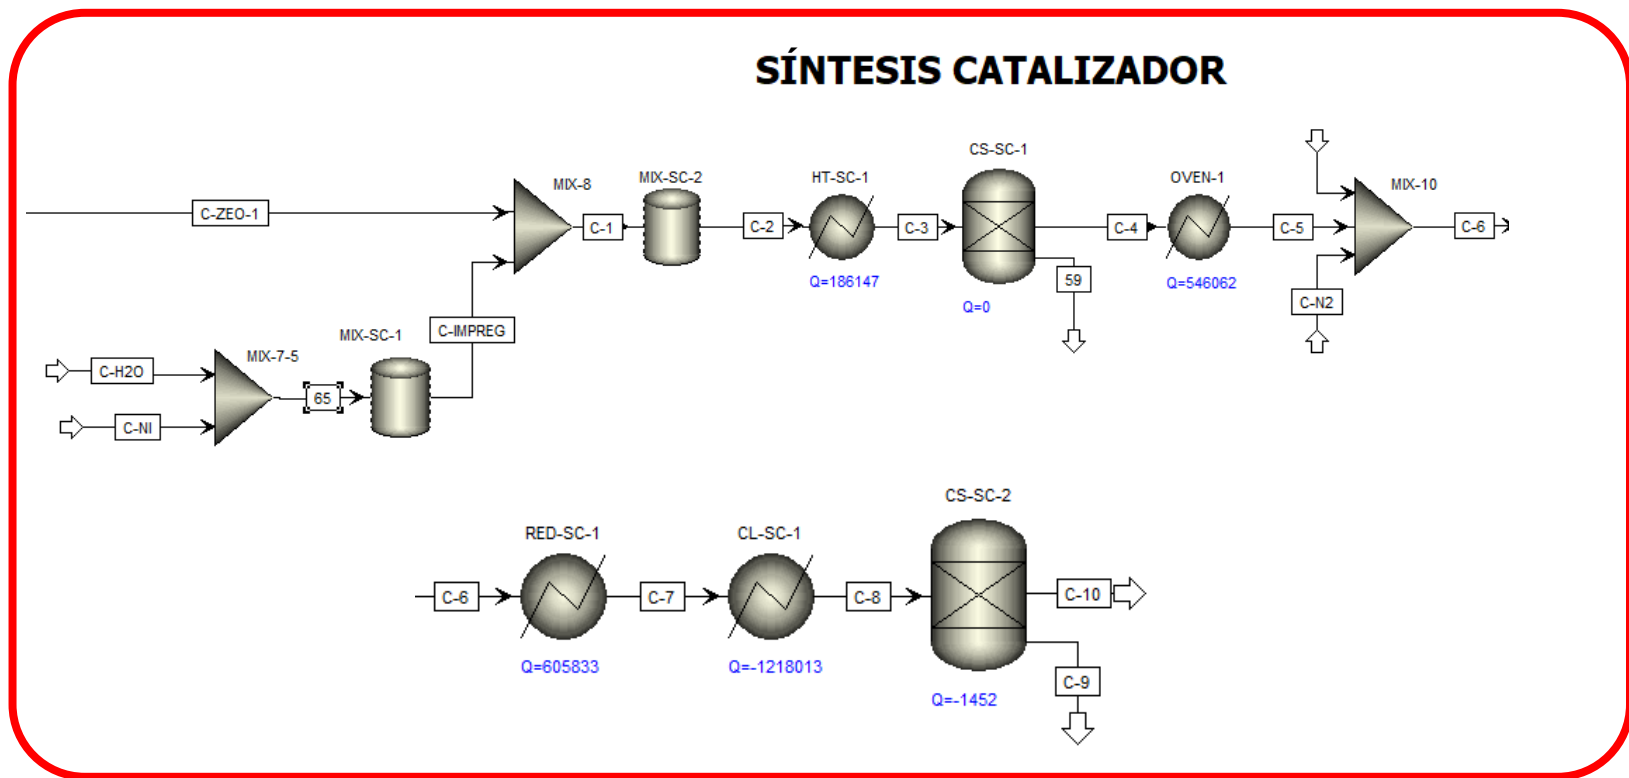 SÍNTESIS CATALIZADOR
CS-SC-1
MIX-8
MIX-SC-2
HT-SC-1
OVEN-1
MIX-10
C-ZEO-1
C-1
C-2
C-3
C-4
C-5
C-6
Q=186147
59
Q=546062
Q=0
C-N2
C-IMPREG
MIX-SC-1
MIX-7-5
C-H2O
65
C-NI
CS-SC-2
RED-SC-1
CL-SC-1
C-6
C-7
C-8
C-10
Q=605833
Q=-1218013
C-9
Q=-1452